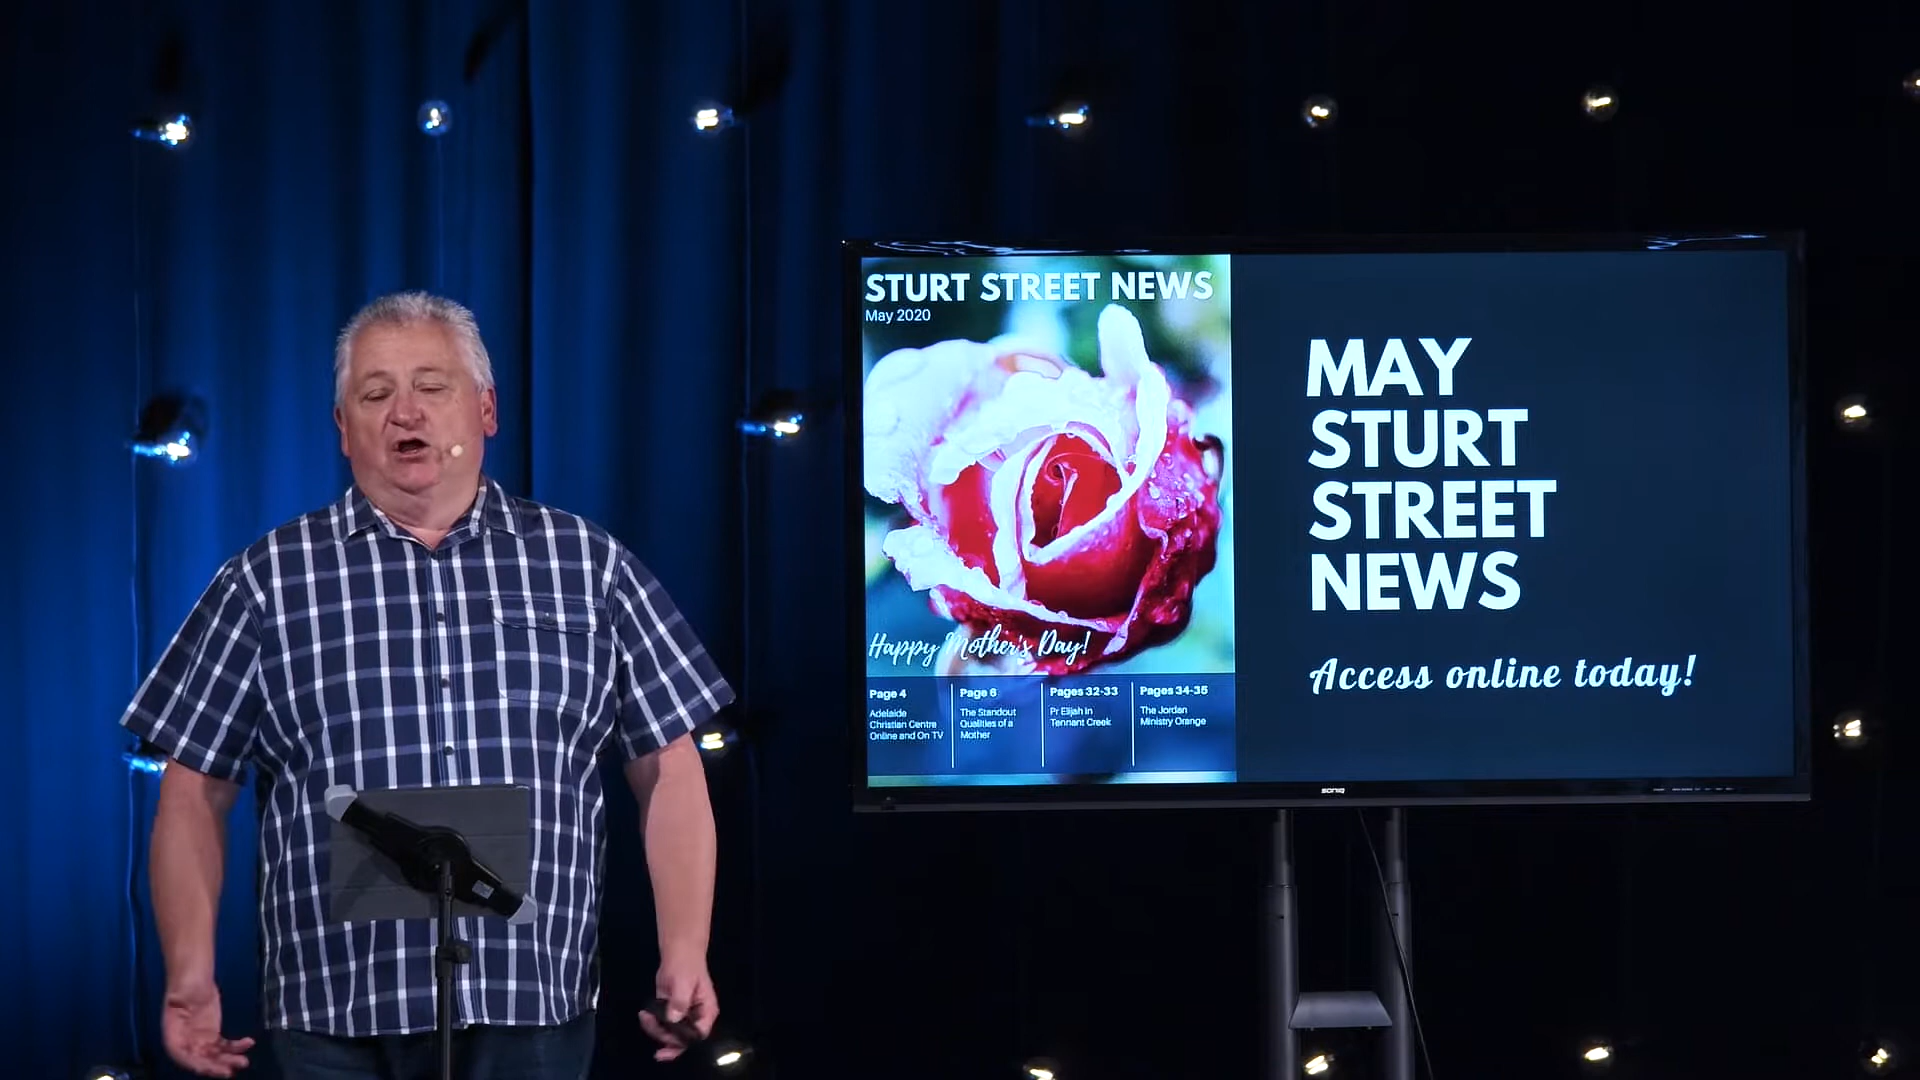 STURT STREET NEWS
May 2020
Happy Mother's Day!
Page 4
Adelaide
Christian Centre
Online and On TV
Page 6
The Standout
Qualities of a
Mother
Pages 32-33
Pr Elijah in
Tennant Creek
Pages 34-35
The Jordan
Ministry Orange
MAY
STURT
STREET
NEWS
Access online today!
soniq